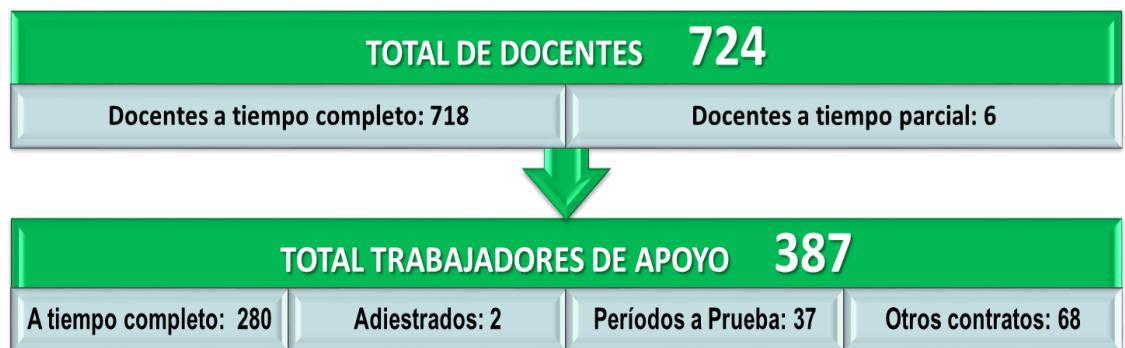 TOTAL DE DOCENTES 724
Docentes a tiempo completo: 718
Docentes a tiempo parcial: 6
TOTAL TRABAJADORES DE APOYO 387
A tiempo completo: 280
Adiestrados: 2
Períodos a Prueba: 37
Otros contratos: 68